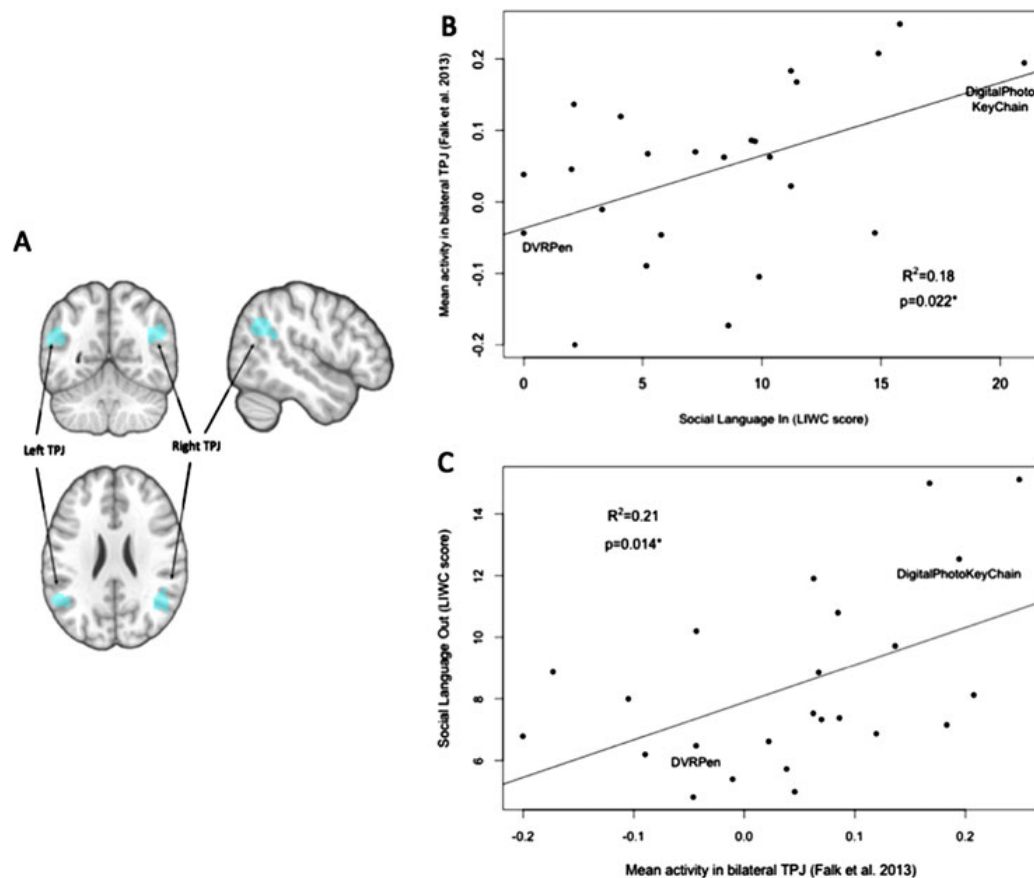 A
Left TPJ
Right TPJ
B
Mean activity in bilateral TPJ (Falk et al. 2013)
0.2
0.1
0.0
-0.1
-0.2
DigitalPhoto
KeyChain
DVRPen
R²=0.18
p=0.022*
0 5 10 15 20
Social Language In (LIWC score)
C
Social Language Out (LIWC score)
14
12
10
8
6
R²=0.21
p=0.014*
DigitalPhotoKeyChain
DVRPen
-0.2 -0.1 0.0 0.1 0.2
Mean activity in bilateral TPJ (Falk et al. 2013)